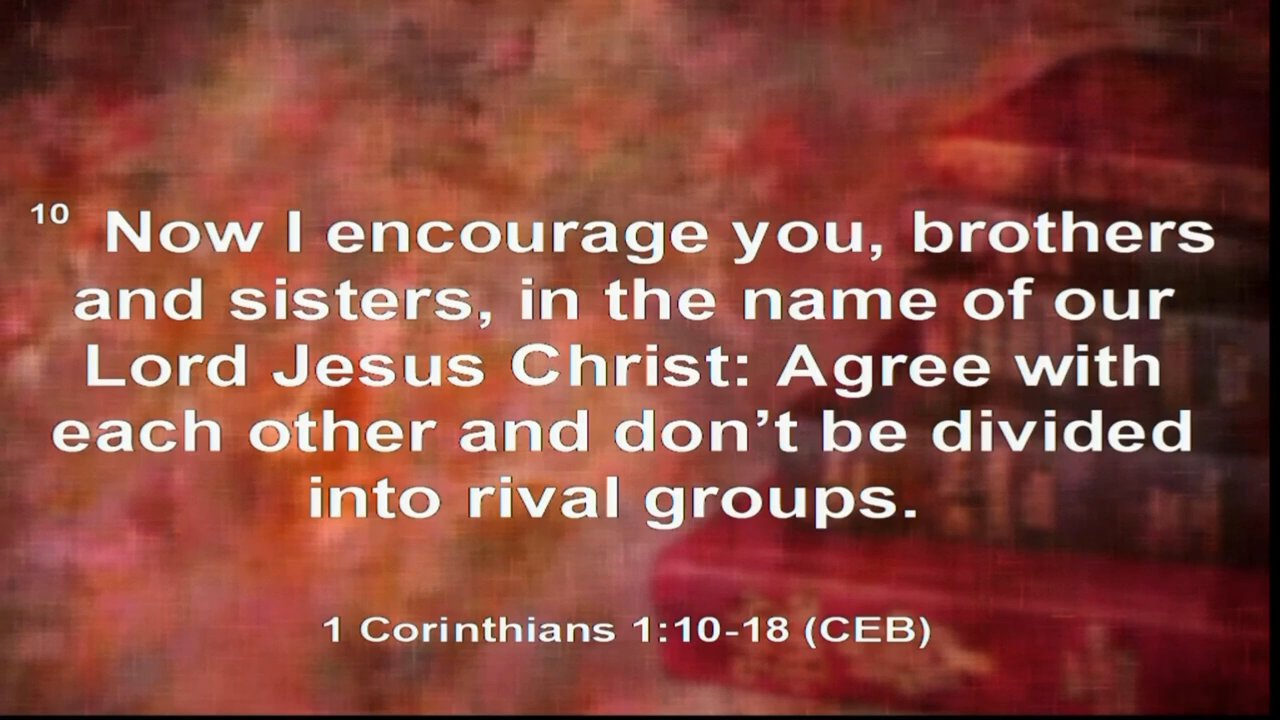 10 Now I encourage you, brothers
and sisters, in the name of our
Lord Jesus Christ: Agree with
each other and don’t be divided
into rival groups.
1 Corinthians 1:10-18 (CEB)